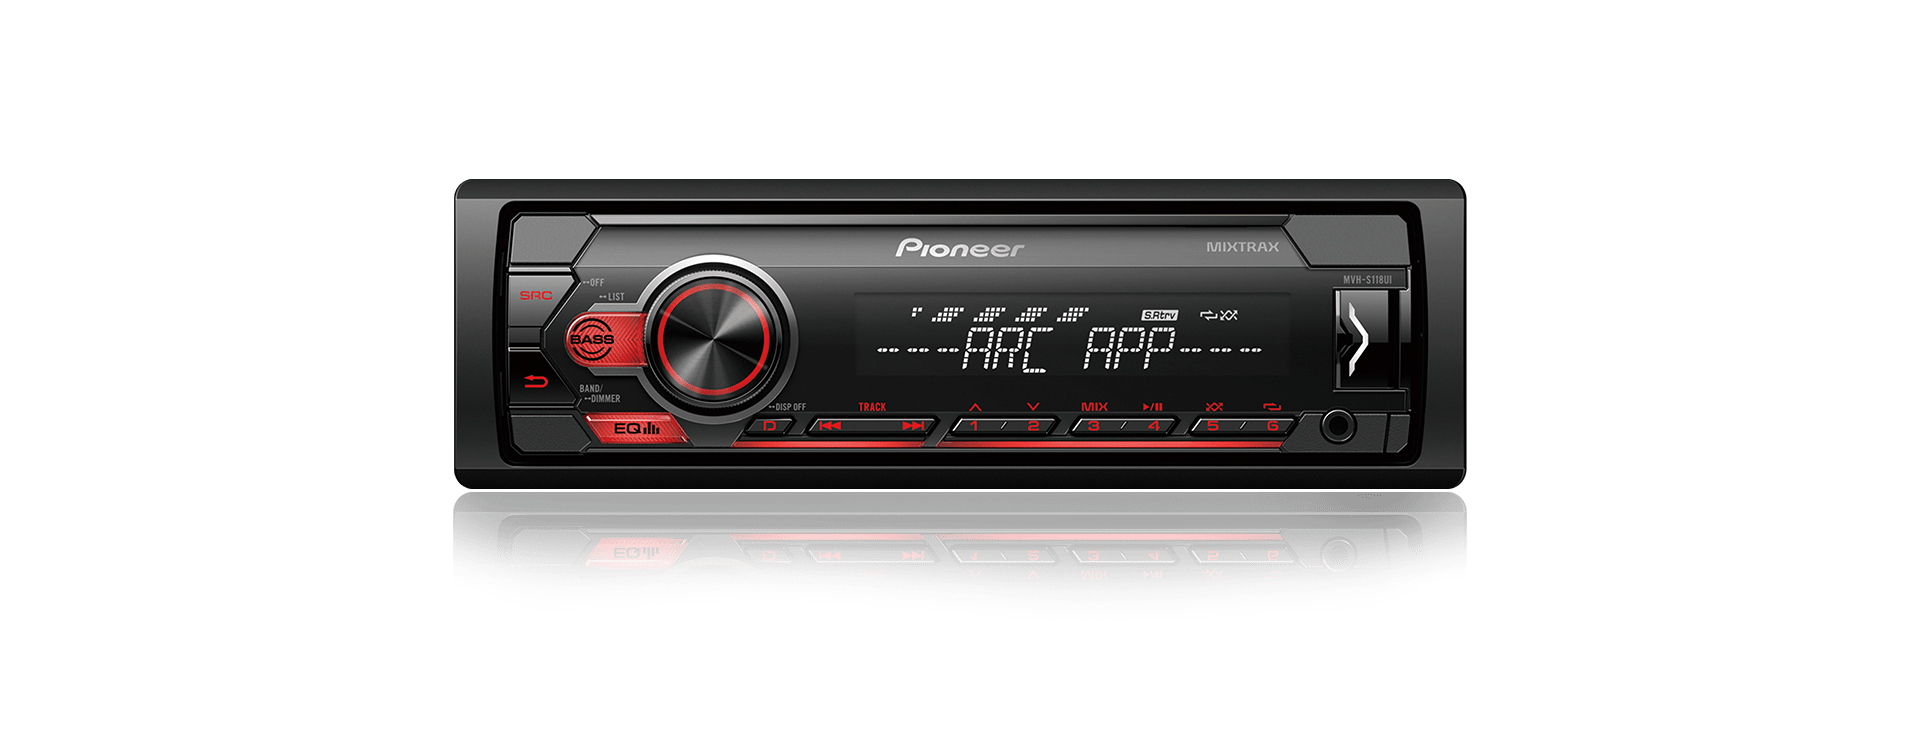 Pioneer
MIXTRAX
MVH-S118UI
OFF
SRC
LIST
S.Rtrv
BASS
ARC APP
BAND/
DIMMER
DISP OFF
TRACK
MIX
EQ
D
1 / 2
3 / 4
5 / 6